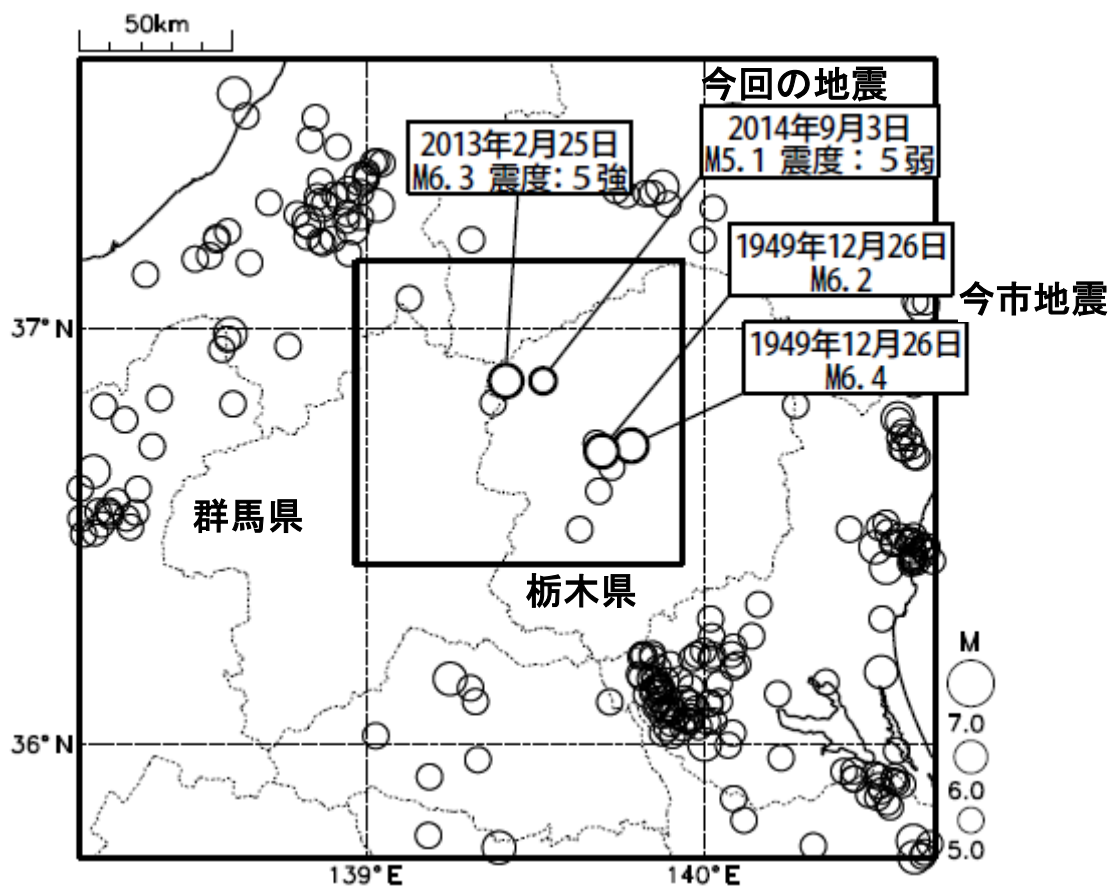 50km
今回の地震
2013年2月25日
M6.3 震度：5強
2014年9月3日
M5.1 震度：5弱
1949年12月26日
M6.2
今市地震
37°N
1949年12月26日
M6.4
群馬県
栃木県
M
7.0
36°N
6.0
5.0
139°E
140°E